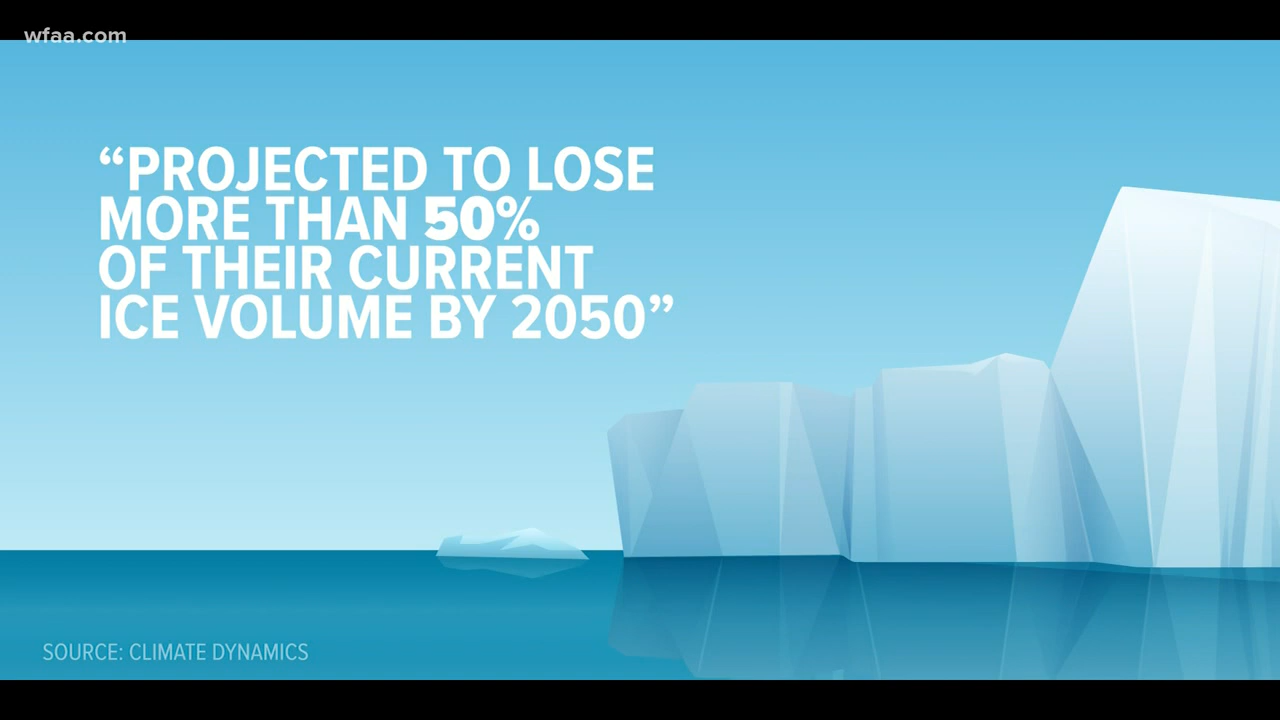 wfaa.com
“PROJECTED TO LOSE
MORE THAN 50%
OF THEIR CURRENT
ICE VOLUME BY 2050”
SOURCE: CLIMATE DYNAMICS